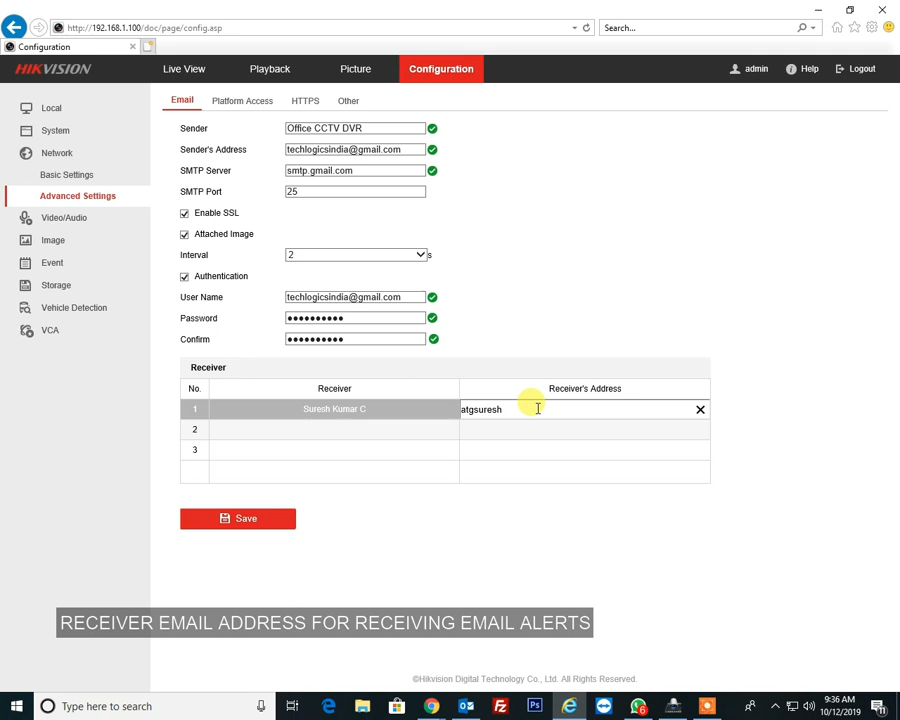 http://192.168.1.100/doc/page/config.asp
Search...
Configuration
HIKVISION
Live View
Playback
Picture
Configuration
admin
Help
Logout
Local
System
Network
Basic Settings
Advanced Settings
Video/Audio
Image
Event
Storage
Vehicle Detection
VCA
Email
Platform Access
HTTPS
Other
Sender
Office CCTV DVR
Sender's Address
techlogicsindia@gmail.com
SMTP Server
smtp.gmail.com
SMTP Port
25
Enable SSL
Attached Image
Interval
2
s
Authentication
User Name
techlogicsindia@gmail.com
Password
••••••••••
Confirm
••••••••••
Receiver
No.
Receiver
Receiver's Address
1
Suresh Kumar C
atgsuresh
2
3
Save
RECEIVER EMAIL ADDRESS FOR RECEIVING EMAIL ALERTS
©Hikvision Digital Technology Co., Ltd. All Rights Reserved.
Type here to search
Ps
6
9:36 AM
10/12/2019
11